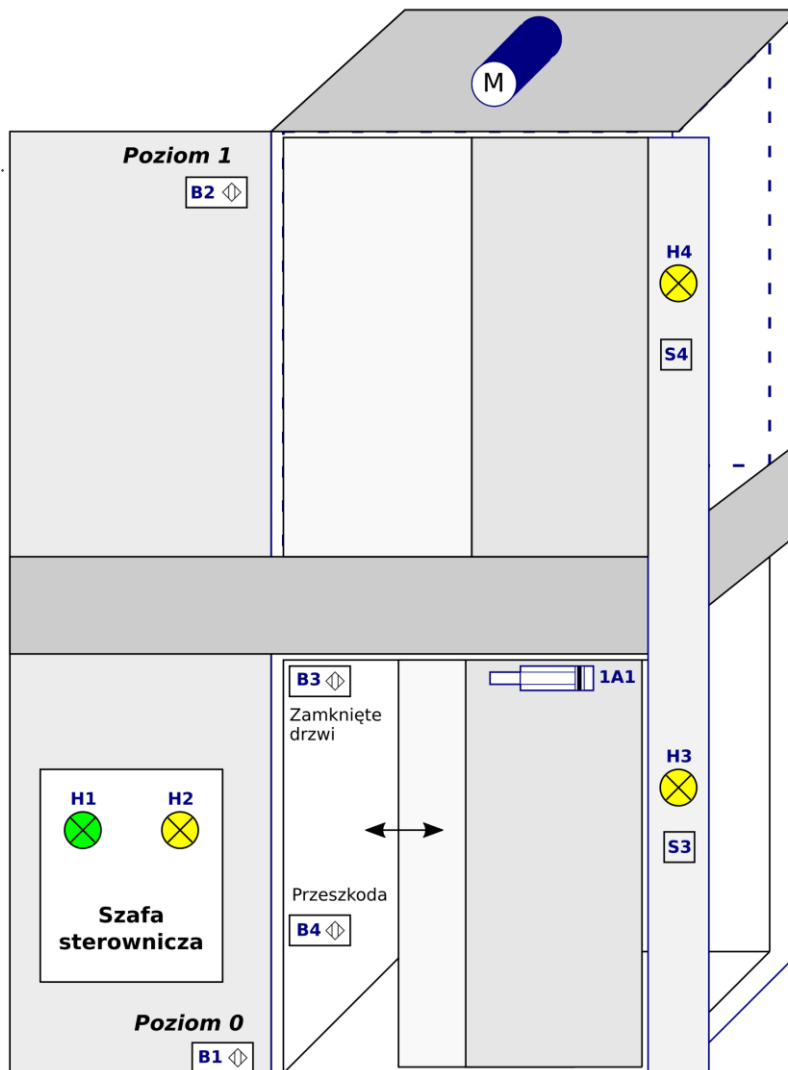 M
Poziom 1
B2
H4
S4
B3
1A1
Zamknięte
drzwi
H3
H1
H2
S3
Przeszkoda
Szafa
sterownicza
B4
Poziom 0
B1